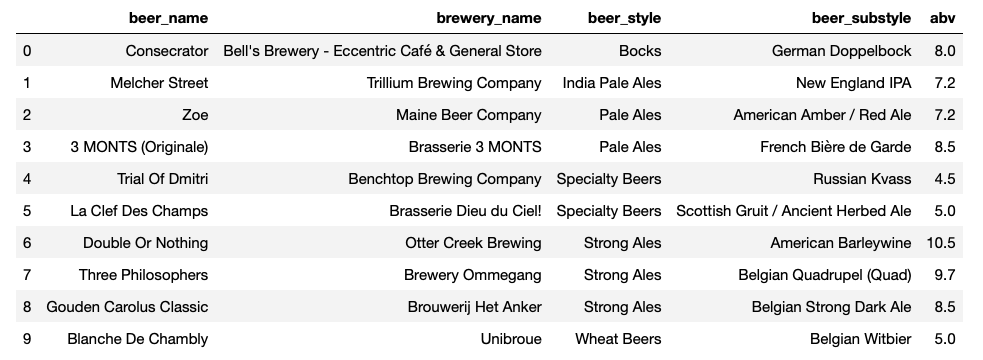 beer_name brewery_name beer_style beer_substyle abv
0 Consecrator Bell's Brewery - Eccentric Café & General Store Bocks German Doppelbock 8.0
1 Melcher Street Trillium Brewing Company India Pale Ales New England IPA 7.2
2 Zoe Maine Beer Company Pale Ales American Amber / Red Ale 7.2
3 3 MONTS (Originale) Brasserie 3 MONTS Pale Ales French Bière de Garde 8.5
4 Trial Of Dmitri Benchtop Brewing Company Specialty Beers Russian Kvass 4.5
5 La Clef Des Champs Brasserie Dieu du Ciel! Specialty Beers Scottish Gruit / Ancient Herbed Ale 5.0
6 Double Or Nothing Otter Creek Brewing Strong Ales American Barleywine 10.5
7 Three Philosophers Brewery Ommegang Strong Ales Belgian Quadrupel (Quad) 9.7
8 Gouden Carolus Classic Brouwerij Het Anker Strong Ales Belgian Strong Dark Ale 8.5
9 Blanche De Chambly Unibroue Wheat Beers Belgian Witbier 5.0